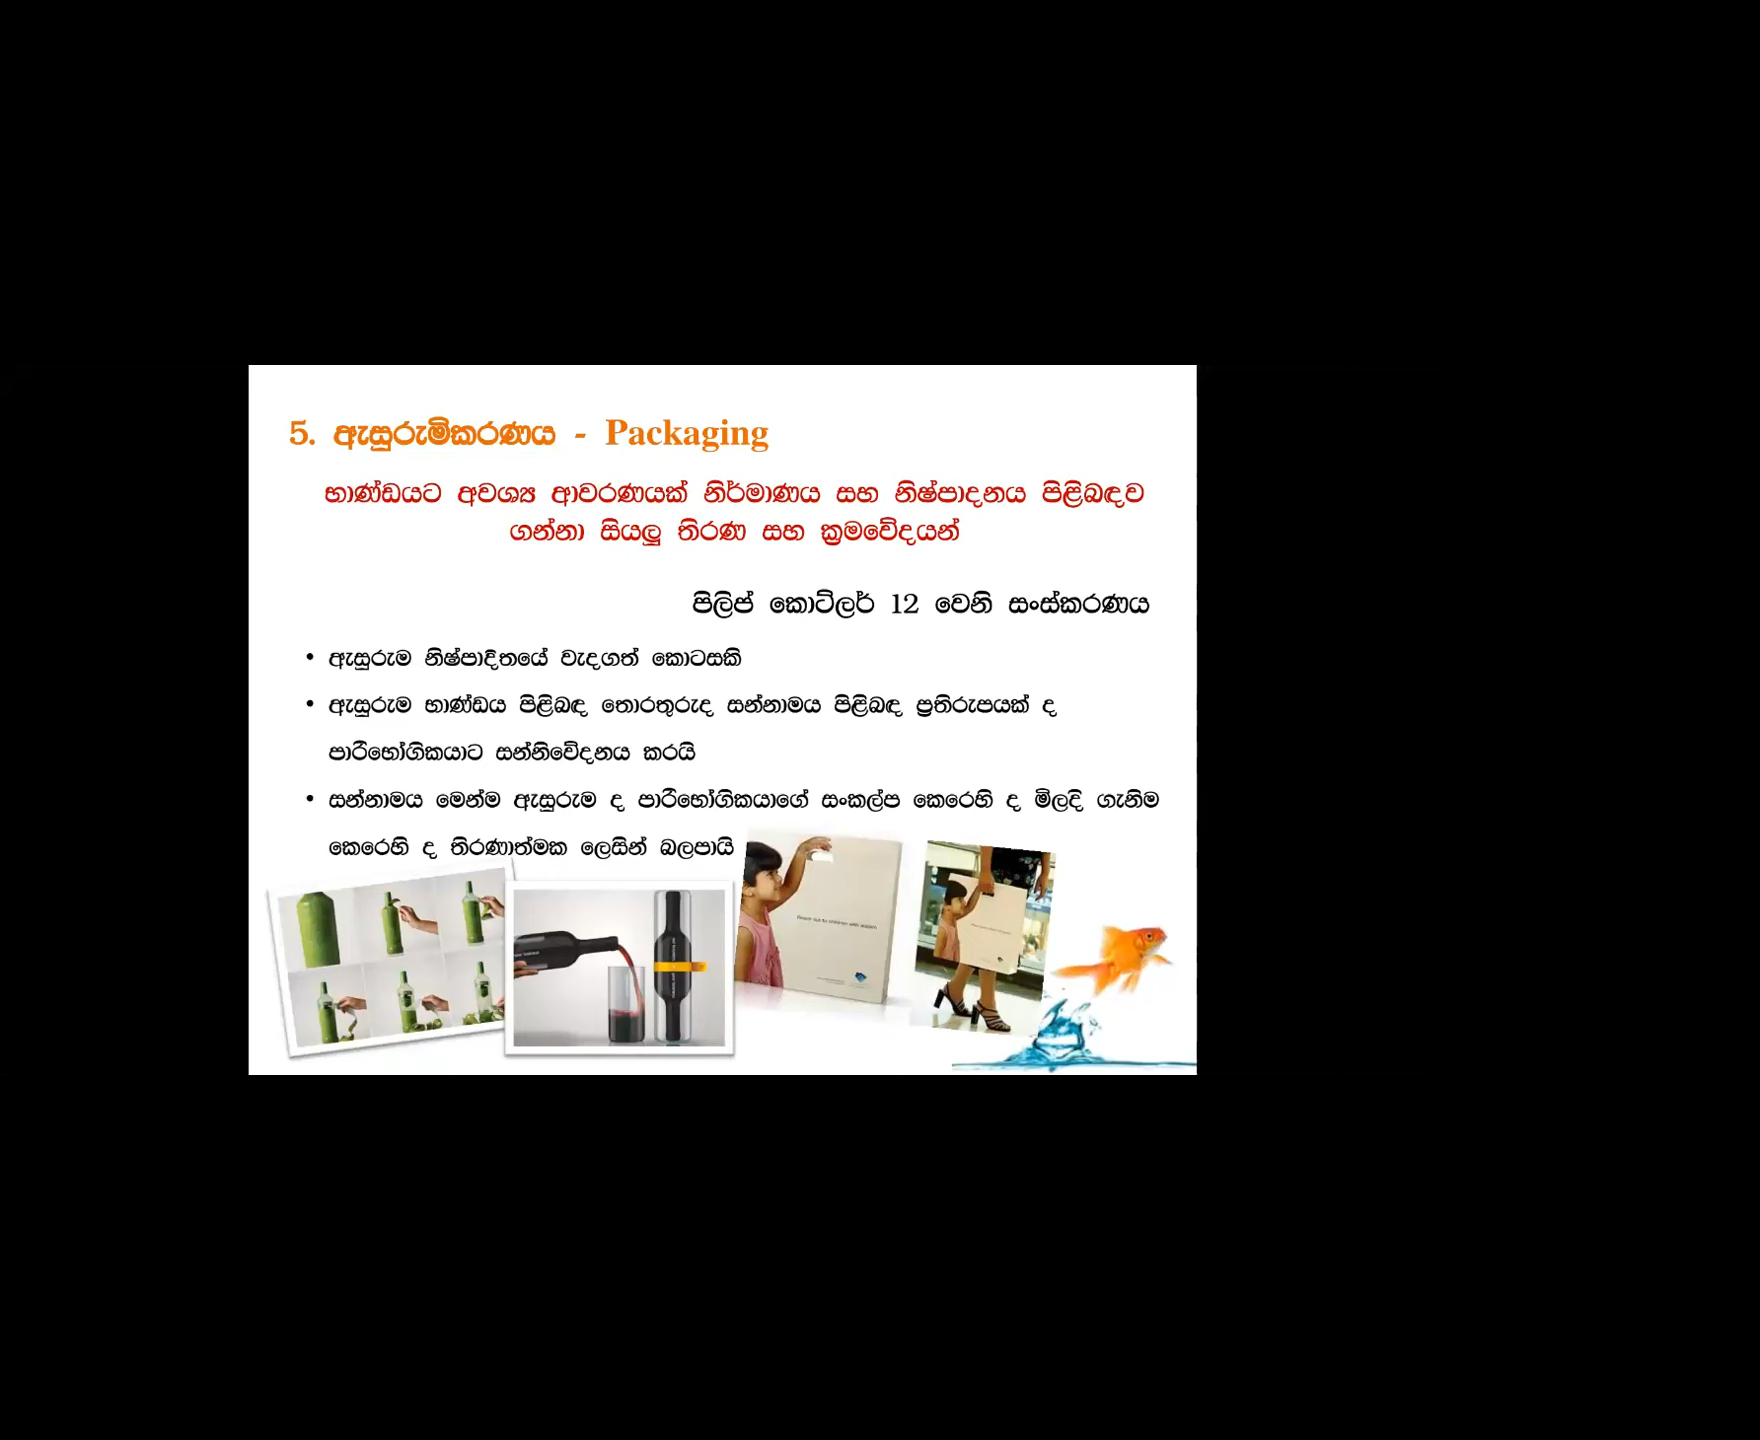 5. ඇසුරුම්කරණය - Packaging
භාණ්ඩයට අවශ්‍ය ආවරණයක් නිර්මාණය සහ නිෂ්පාදනය පිළිබඳව
ගන්නා සියලු තිරණ සහ ක්‍රමවේදයන්
පිලිප් කොට්ලර් 12 වෙනි සංස්කරණය
• ඇසුරුම නිෂ්පාදිතයේ වැදගත් කොටසකි
• ඇසුරුම භාණ්ඩය පිළිබඳ තොරතුරුද සන්නාමය පිළිබඳ ප්‍රතිරුපයක් ද
පාරිභෝගිකයාට සන්නිවේදනය කරයි
• සන්නාමය මෙන්ම ඇසුරුම ද පාරිභෝගිකයාගේ සංකල්ප කෙරෙහි ද මිලදි ගැනිම
කෙරෙහි ද තිරණාත්මක ලෙසින් බලපායි